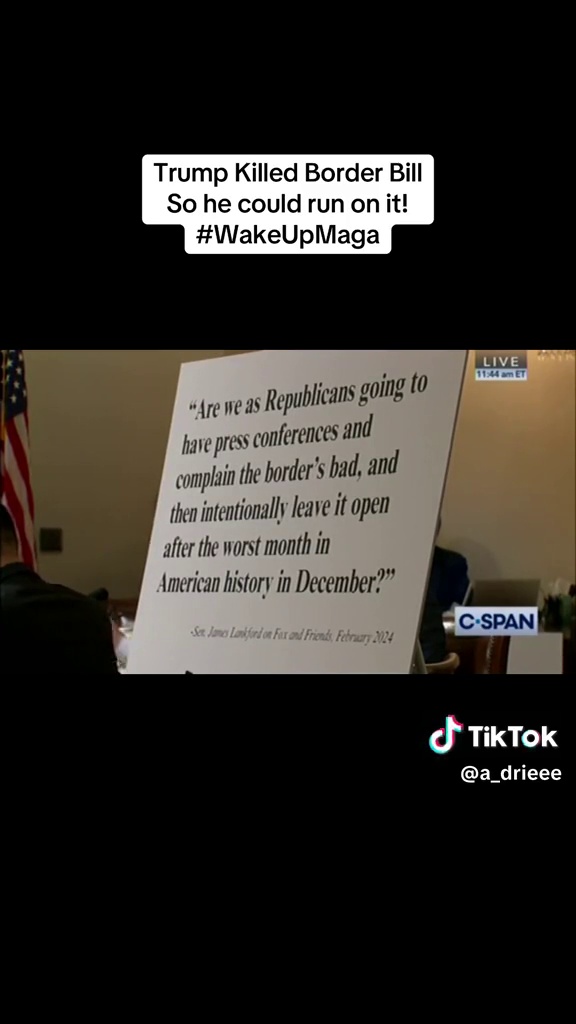 Trump Killed Border Bill
So he could run on it!
#WakeUpMaga
LIVE
11:44 am ET
“Are we as Republicans going to
have press conferences and
complain the border’s bad, and
then intentionally leave it open
after the worst month in
American history in December?”
-Sen. James Lankford on Fox and Friends, February 2024
C-SPAN
TikTok
@a_drieee